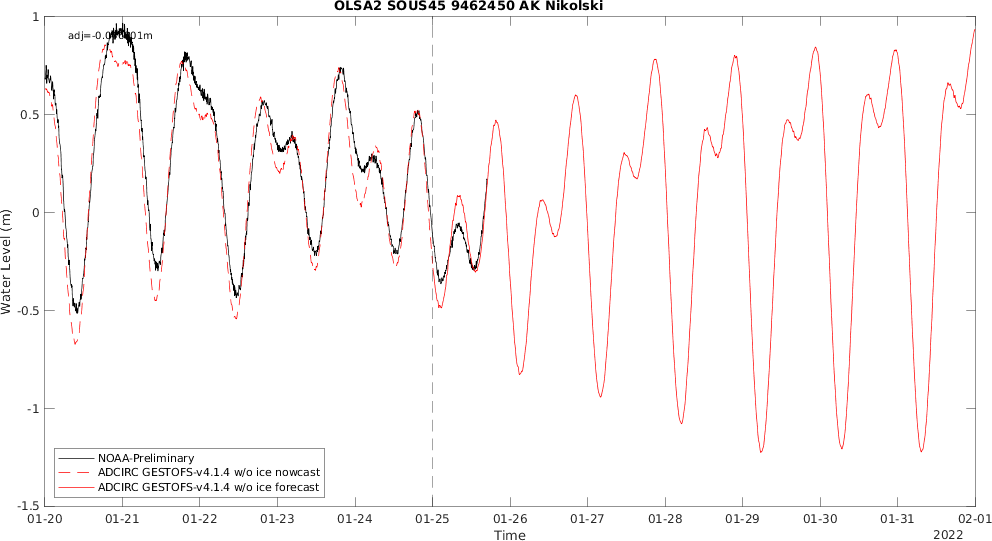 OLSA2 SOUS45 9462450 AK Nikolski
1
0.5
0
-0.5
-1
-1.5
Water Level (m)
NOAA-Preliminary
ADCIRC GESTOFS-v4.1.4 w/o ice nowcast
ADCIRC GESTOFS-v4.1.4 w/o ice forecast
01-20 01-21 01-22 01-23 01-24 01-25 01-26 01-27 01-28 01-29 01-30 01-31 02-01
Time
2022